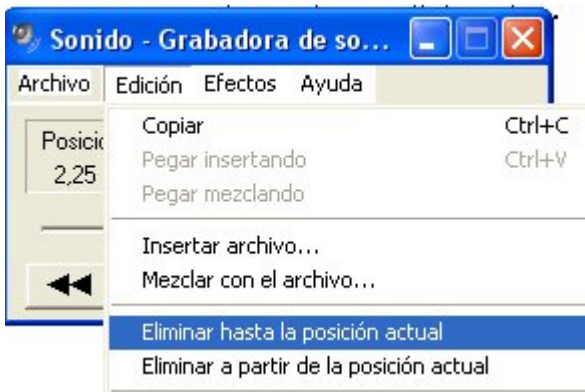 Sonido - Grabadora de so...
Archivo Edición Efectos Ayuda
Copiar Ctrl+C
2,25
Pegar insertando Ctrl+V
Pegar mezclando
Insertar archivo...
Mezclar con el archivo...
Eliminar hasta la posición actual
Eliminar a partir de la posición actual